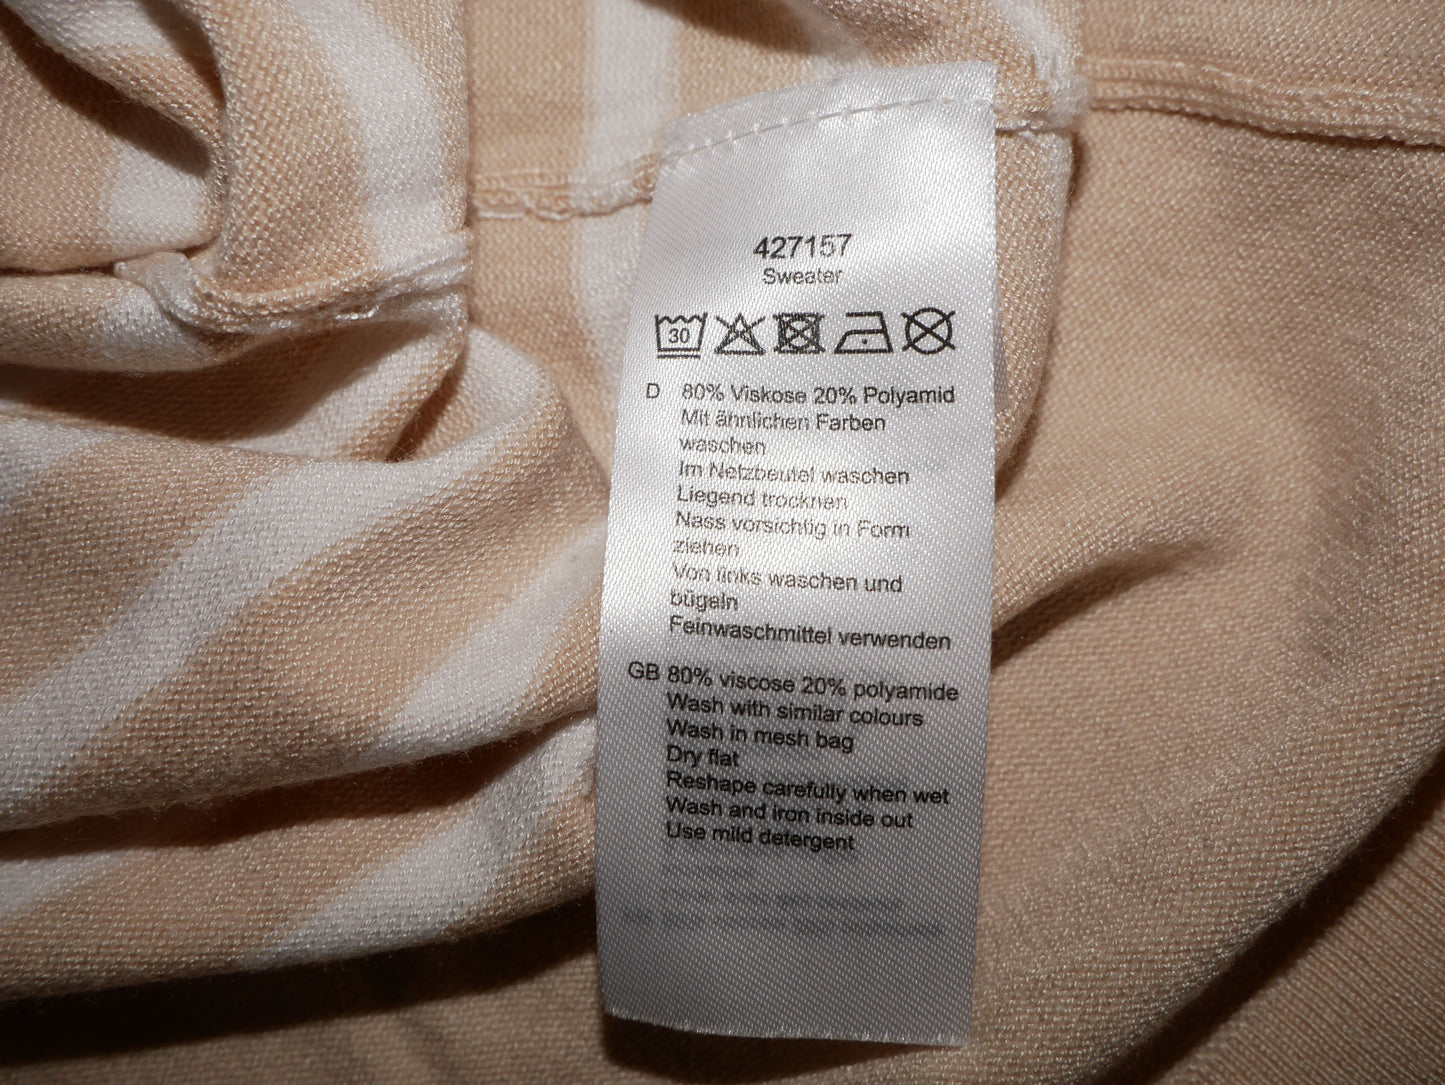 427157
Sweater
30
D 80% Viskose 20% Polyamid
Mit ähnlichen Farben
waschen
Im Netzbeutel waschen
Liegend trocknen
Nass vorsichtig in Form
ziehen
Von links waschen und
bügeln
Feinwaschmittel verwenden
GB 80% viscose 20% polyamide
Wash with similar colours
Wash in mesh bag
Dry flat
Reshape carefully when wet
Wash and iron inside out
Use mild detergent